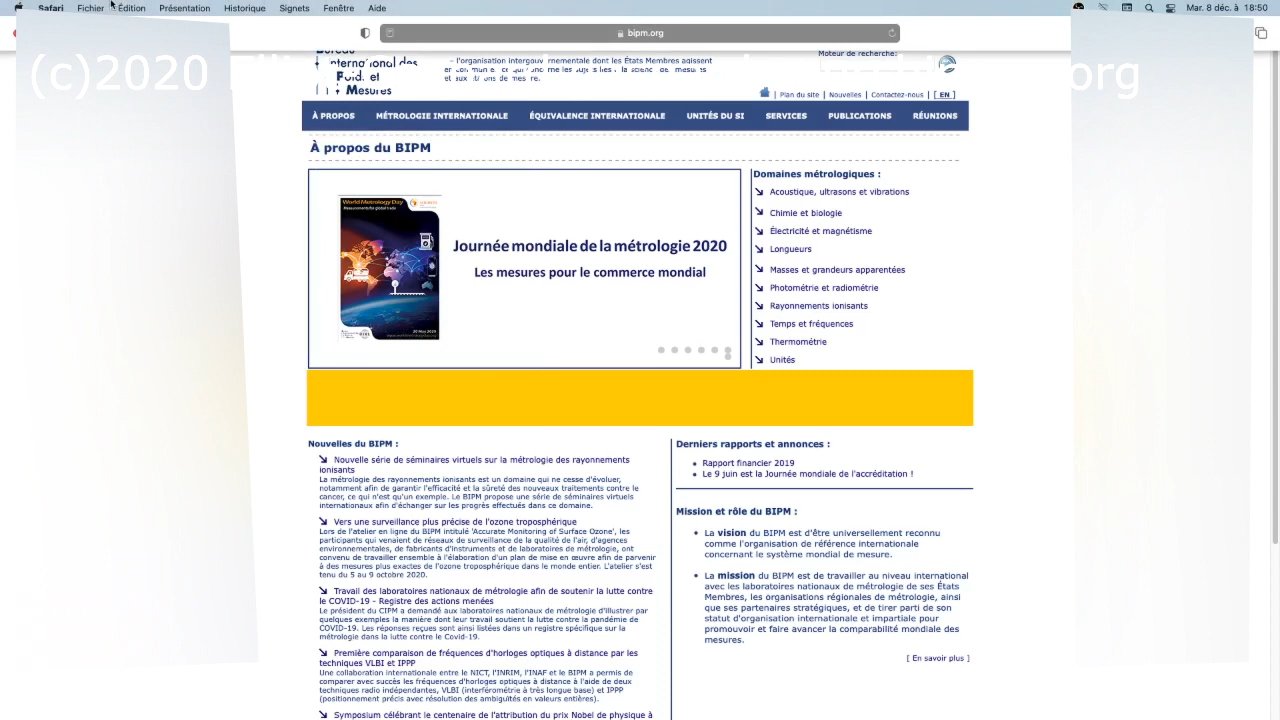 Safari Fichier Édition Présentation Historique Signets Fenêtre Aide
Mar. 8 déc. à 18:50
bipm.org
(c)2020
org
International des
et
Mesures
Moteur de recherche:
Plan du site | Nouvelles | Contactez-nous | [ EN ]
À PROPOS MÉTROLOGIE INTERNATIONALE ÉQUIVALENCE INTERNATIONALE UNITÉS DU SI SERVICES PUBLICATIONS RÉUNIONS
À propos du BIPM
World Metrology Day
Measurements for global trade
20 May 2020
Journée mondiale de la métrologie 2020
Les mesures pour le commerce mondial
Domaines métrologiques :
Acoustique, ultrasons et vibrations
Chimie et biologie
Électricité et magnétisme
Longueurs
Masses et grandeurs apparentées
Photométrie et radiométrie
Rayonnements ionisants
Temps et fréquences
Thermométrie
Unités
Nouvelles du BIPM :
Nouvelle série de séminaires virtuels sur la métrologie des rayonnements
ionisants
La métrologie des rayonnements ionisants est un domaine qui ne cesse d'évoluer,
notamment afin de garantir l'efficacité et la sûreté des nouveaux traitements contre le
cancer, ce qui n'est qu'un exemple. Le BIPM propose une série de séminaires virtuels
internationaux afin d'échanger sur les progrès effectués dans ce domaine.
Vers une surveillance plus précise de l'ozone troposphérique
Lors de l'atelier en ligne du BIPM intitulé 'Accurate Monitoring of Surface Ozone', les
participants qui venaient de réseaux de surveillance de la qualité de l'air, d'agences
environnementales, de fabricants d'instruments et de laboratoires de métrologie, ont
convenu de travailler ensemble à l'élaboration d'un plan de mise en œuvre afin de parvenir
à des mesures plus exactes de l'ozone troposphérique dans le monde entier. L'atelier s'est
tenu du 5 au 9 octobre 2020.
Travail des laboratoires nationaux de métrologie afin de soutenir la lutte contre
le COVID-19 - Registre des actions menées
Le président du CIPM a demandé aux laboratoires nationaux de métrologie d'illustrer par
quelques exemples la manière dont leur travail soutient la lutte contre la pandémie de
COVID-19. Les réponses reçues sont ainsi listées dans un registre spécifique sur la
métrologie dans la lutte contre le Covid-19.
Première comparaison de fréquences d'horloges optiques à distance par les
techniques VLBI et IPPP
Une collaboration internationale entre le NICT, l'INRIM, l'INAF et le BIPM a permis de
comparer avec succès les fréquences d'horloges optiques à distance à l'aide de deux
techniques radio indépendantes, VLBI (interférométrie à très longue base) et IPPP
(positionnement précis avec résolution des ambiguïtés en valeurs entières).
Symposium célébrant le centenaire de l'attribution du prix Nobel de physique à
Derniers rapports et annonces :
Rapport financier 2019
Le 9 juin est la Journée mondiale de l'accréditation !
Mission et rôle du BIPM :
La vision du BIPM est d'être universellement reconnu
comme l'organisation de référence internationale
concernant le système mondial de mesure.
La mission du BIPM est de travailler au niveau international
avec les laboratoires nationaux de métrologie de ses États
Membres, les organisations régionales de métrologie, ainsi
que ses partenaires stratégiques, et de tirer parti de son
statut d'organisation internationale et impartiale pour
promouvoir et faire avancer la comparabilité mondiale des
mesures.
[ En savoir plus ]